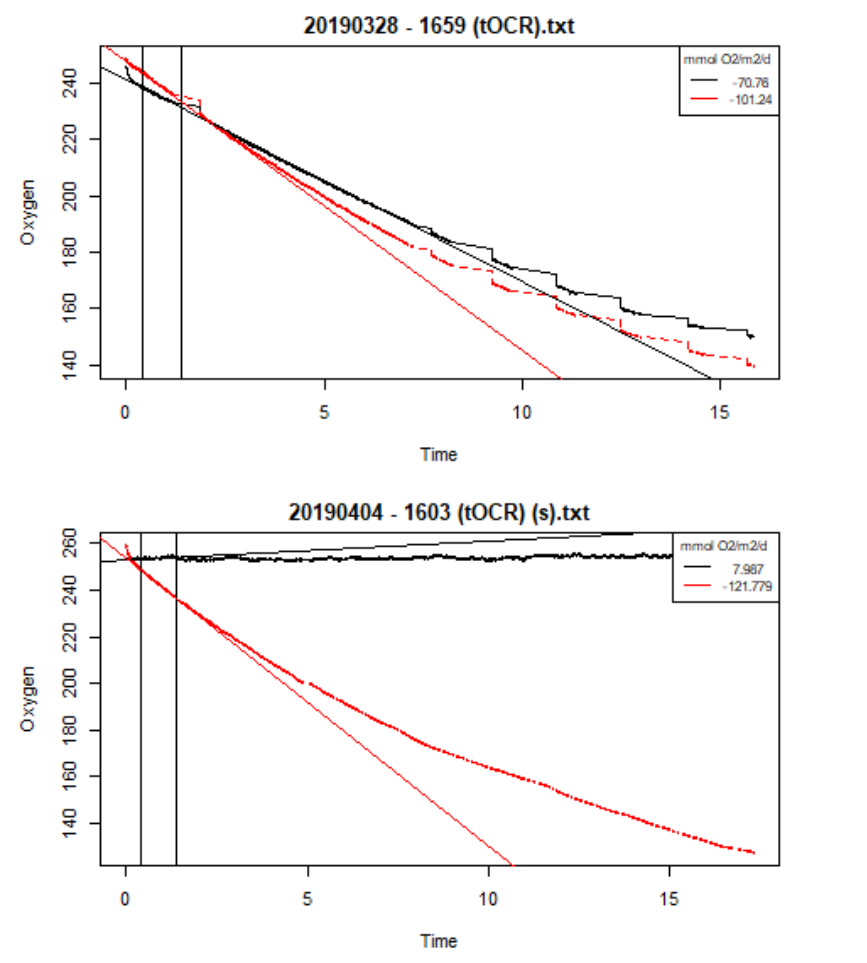 20190328 - 1659 (tOCR).txt
mmol O2/m2/d
-70.76
-101.24
Oxygen
240
220
200
180
160
140
0 5 10 15
Time
20190404 - 1603 (tOCR) (s).txt
mmol O2/m2/d
7.987
-121.779
Oxygen
260
240
220
200
180
160
140
0 5 10 15
Time